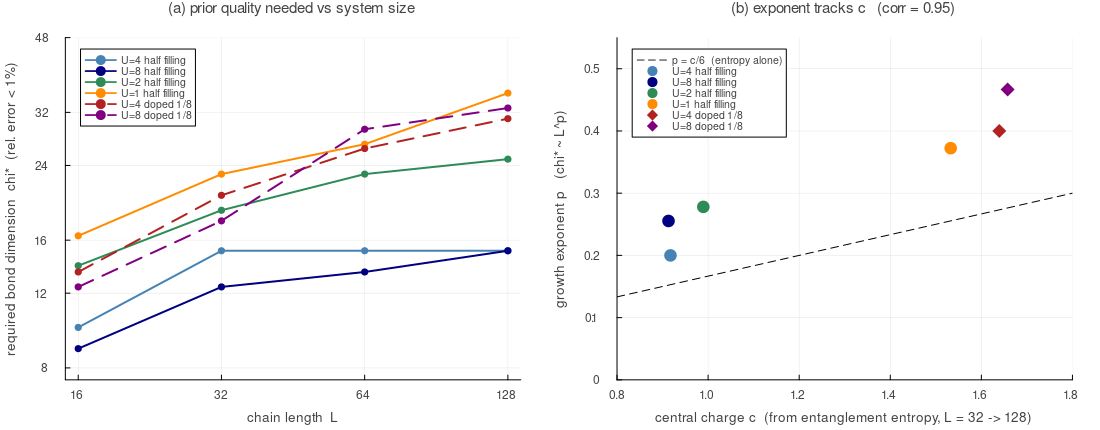 (a) prior quality needed vs system size
required bond dimension  chi*  (rel. error < 1%)
48
32
24
16
12
8
U=4 half filling
U=8 half filling
U=2 half filling
U=1 half filling
U=4 doped 1/8
U=8 doped 1/8
16
32
64
128
chain length  L
(b) exponent tracks c  (corr = 0.95)
growth exponent p  (chi* ~ L^p)
0.5
0.4
0.3
0.2
0.1
0
p = c/6  (entropy alone)
U=4 half filling
U=8 half filling
U=2 half filling
U=1 half filling
U=4 doped 1/8
U=8 doped 1/8
0.8
1.0
1.2
1.4
1.6
1.8
central charge c  (from entanglement entropy, L = 32 -> 128)